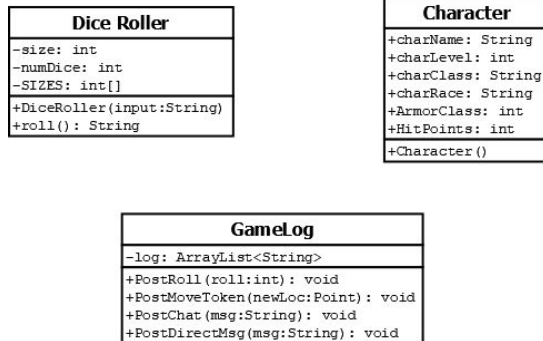 Dice Roller
-size: int
-numDice: int
-SIZES: int[]
+DiceRoller(input:String)
+roll(): String
Character
+charName: String
+charLevel: int
+charClass: String
+charRace: String
+ArmorClass: int
+HitPoints: int
+Character()
GameLog
-log: ArrayList<String>
+PostRoll(roll:int): void
+PostMoveToken(newLoc:Point): void
+PostChat(msg:String): void
+PostDirectMsg(msg:String): void